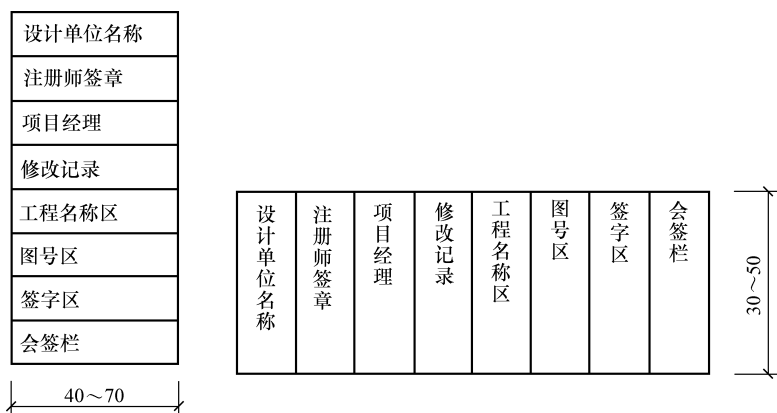 设计单位名称
注册师签章
项目经理
修改记录
工程名称区
图号区
签字区
会签栏
40～70
设计单位名称
注册师签章
项目经理
修改记录
工程名称区
图号区
签字区
会签栏
30～50